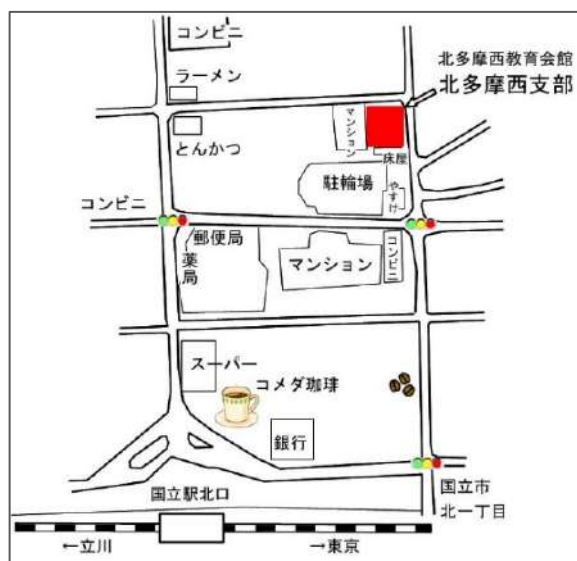 コンビニ
北多摩西教育会館
北多摩西支部
ラーメン
マンション
とんかつ
床屋
駐輪場
やすけ
コンビニ
郵便局
薬局
マンション
コンビニ
スーパー
コメダ珈琲
銀行
国立市
北一丁目
国立駅北口
←立川
→東京